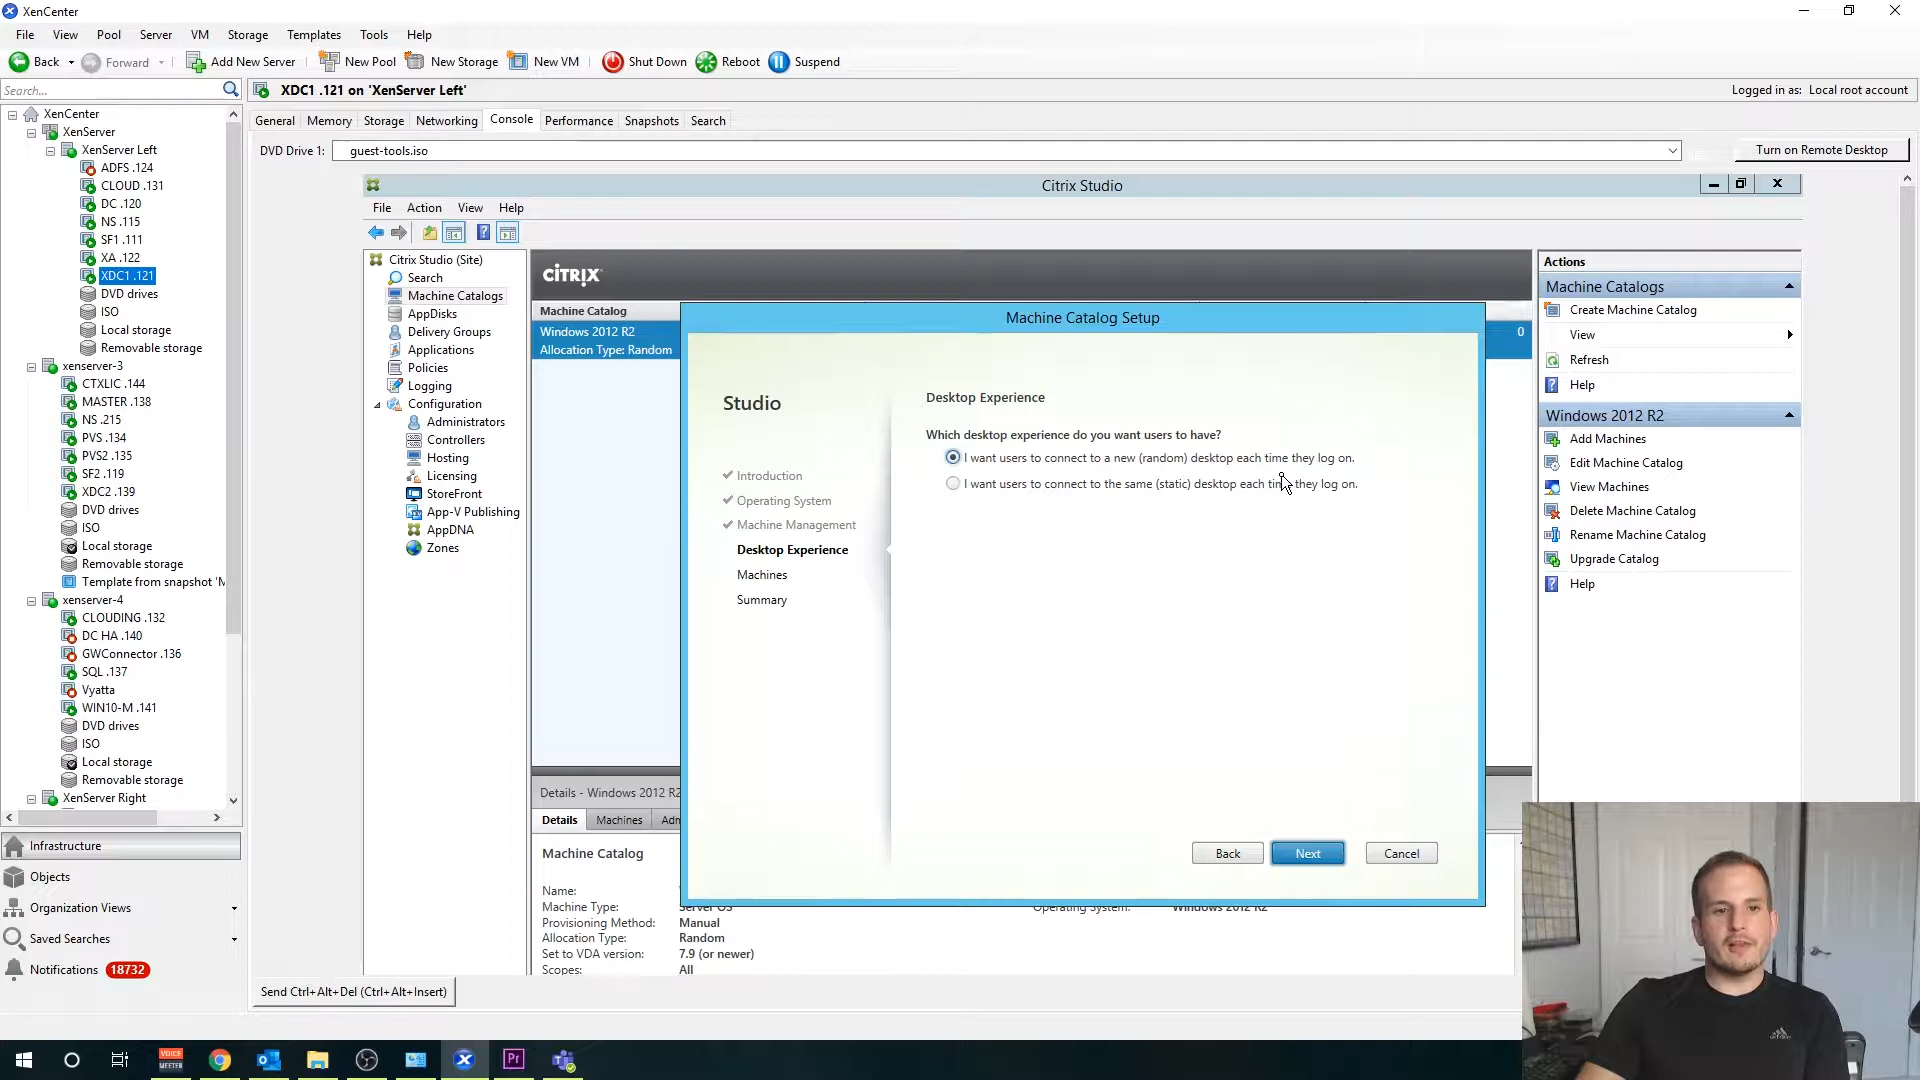 XenCenter
File View Pool Server VM Storage Templates Tools Help
Back Forward Add New Server New Pool New Storage New VM Shut Down Reboot Suspend
Search...
XDC1 .121 on 'XenServer Left'
Logged in as: Local root account
General Memory Storage Networking Console Performance Snapshots Search
DVD Drive 1: guest-tools.iso
Turn on Remote Desktop
XenCenter
XenServer
XenServer Left
ADFS .124
CLOUD .131
DC .120
NS .115
SF1 .111
XA .122
XDC1 .121
DVD drives
ISO
Local storage
Removable storage
xenserver-3
CTXLIC .144
MASTER .138
NS .215
PVS .134
PVS2 .135
SF2 .119
XDC2 .139
DVD drives
ISO
Local storage
Removable storage
Template from snapshot 'M
xenserver-4
CLOUDING .132
DC HA .140
GWConnector .136
SQL .137
Vyatta
WIN10-M .141
DVD drives
ISO
Local storage
Removable storage
XenServer Right
Infrastructure
Objects
Organization Views
Saved Searches
Notifications 18732
Citrix Studio
File Action View Help
Citrix Studio (Site)
Search
Machine Catalogs
AppDisks
Delivery Groups
Applications
Policies
Logging
Configuration
Administrators
Controllers
Hosting
Licensing
StoreFront
App-V Publishing
AppDNA
Zones
CITRIX
Machine Catalog
Windows 2012 R2
0
Allocation Type: Random
Machine Catalog Setup
Studio
Introduction
Operating System
Machine Management
Desktop Experience
Machines
Summary
Desktop Experience
Which desktop experience do you want users to have?
I want users to connect to a new (random) desktop each time they log on.
I want users to connect to the same (static) desktop each time they log on.
Back Next Cancel
Details - Windows 2012 R2
Details Machines Adm
Machine Catalog
Name:
Machine Type: Server OS
Operating System: Windows 2012 R2
Provisioning Method: Manual
Allocation Type: Random
Set to VDA version: 7.9 (or newer)
Scopes: All
Actions
Machine Catalogs
Create Machine Catalog
View
Refresh
Help
Windows 2012 R2
Add Machines
Edit Machine Catalog
View Machines
Delete Machine Catalog
Rename Machine Catalog
Upgrade Catalog
Help
Send Ctrl+Alt+Del (Ctrl+Alt+Insert)
VOICE
MEETER
Pr